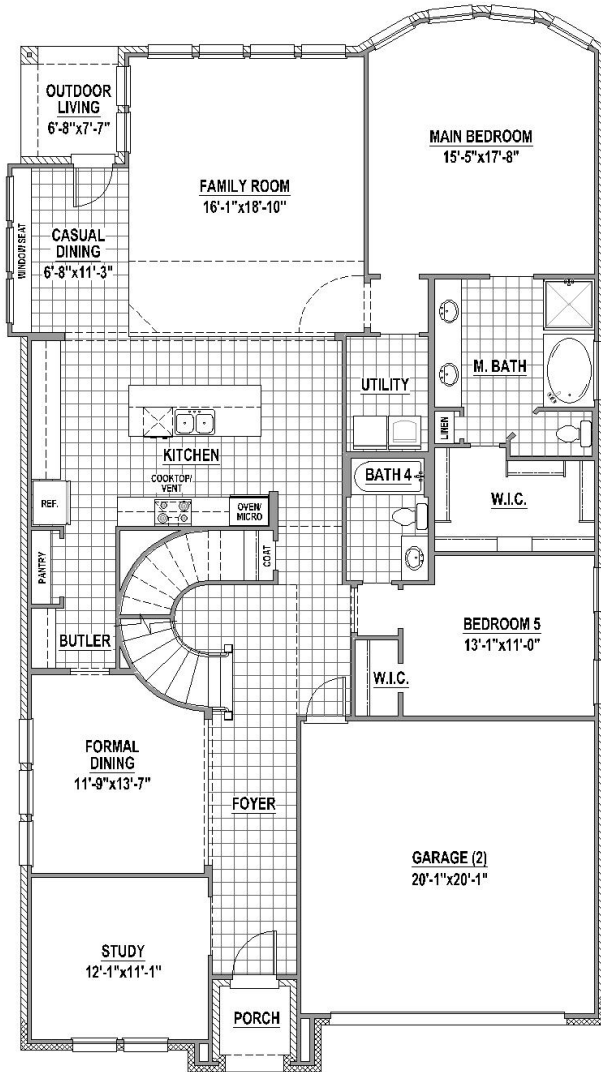 OUTDOOR
LIVING
6'-8"x7'-7"
MAIN BEDROOM
15'-5"x17'-8"
FAMILY ROOM
16'-1"x18'-10"
WINDOW SEAT
CASUAL
DINING
6'-8"x11'-3"
M. BATH
UTILITY
LINEN
KITCHEN
COOKTOP/
VENT
REF.
OVEN/
MICRO
BATH 4
W.I.C.
PANTRY
COAT
BUTLER
BEDROOM 5
13'-1"x11'-0"
W.I.C.
FORMAL
DINING
11'-9"x13'-7"
FOYER
GARAGE (2)
20'-1"x20'-1"
STUDY
12'-1"x11'-1"
PORCH